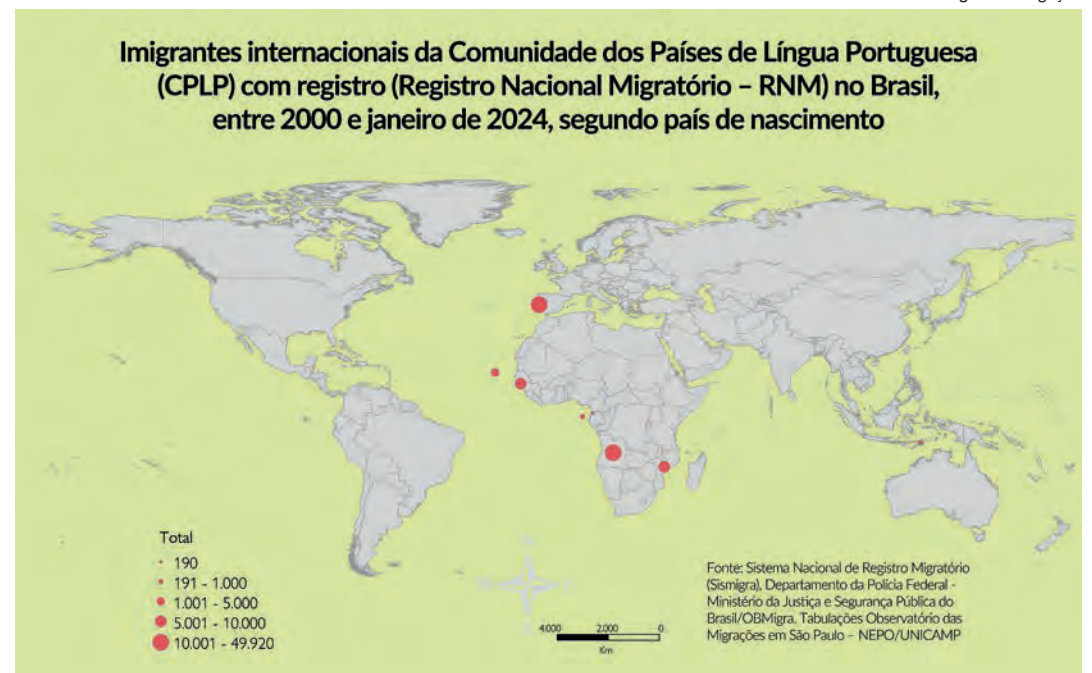 Imigrantes internacionais da Comunidade dos Países de Língua Portuguesa
(CPLP) com registro (Registro Nacional Migratório – RNM) no Brasil,
entre 2000 e janeiro de 2024, segundo país de nascimento
Total
190
191 - 1.000
1.001 - 5.000
5.001 - 10.000
10.001 - 49.920
4000 2.000 0
Km
Fonte: Sistema Nacional de Registro Migratório
(Sismigra), Departamento da Polícia Federal -
Ministério da Justiça e Segurança Pública do
Brasil/OBMigra. Tabulações Observatório das
Migrações em São Paulo – NEPO/UNICAMP